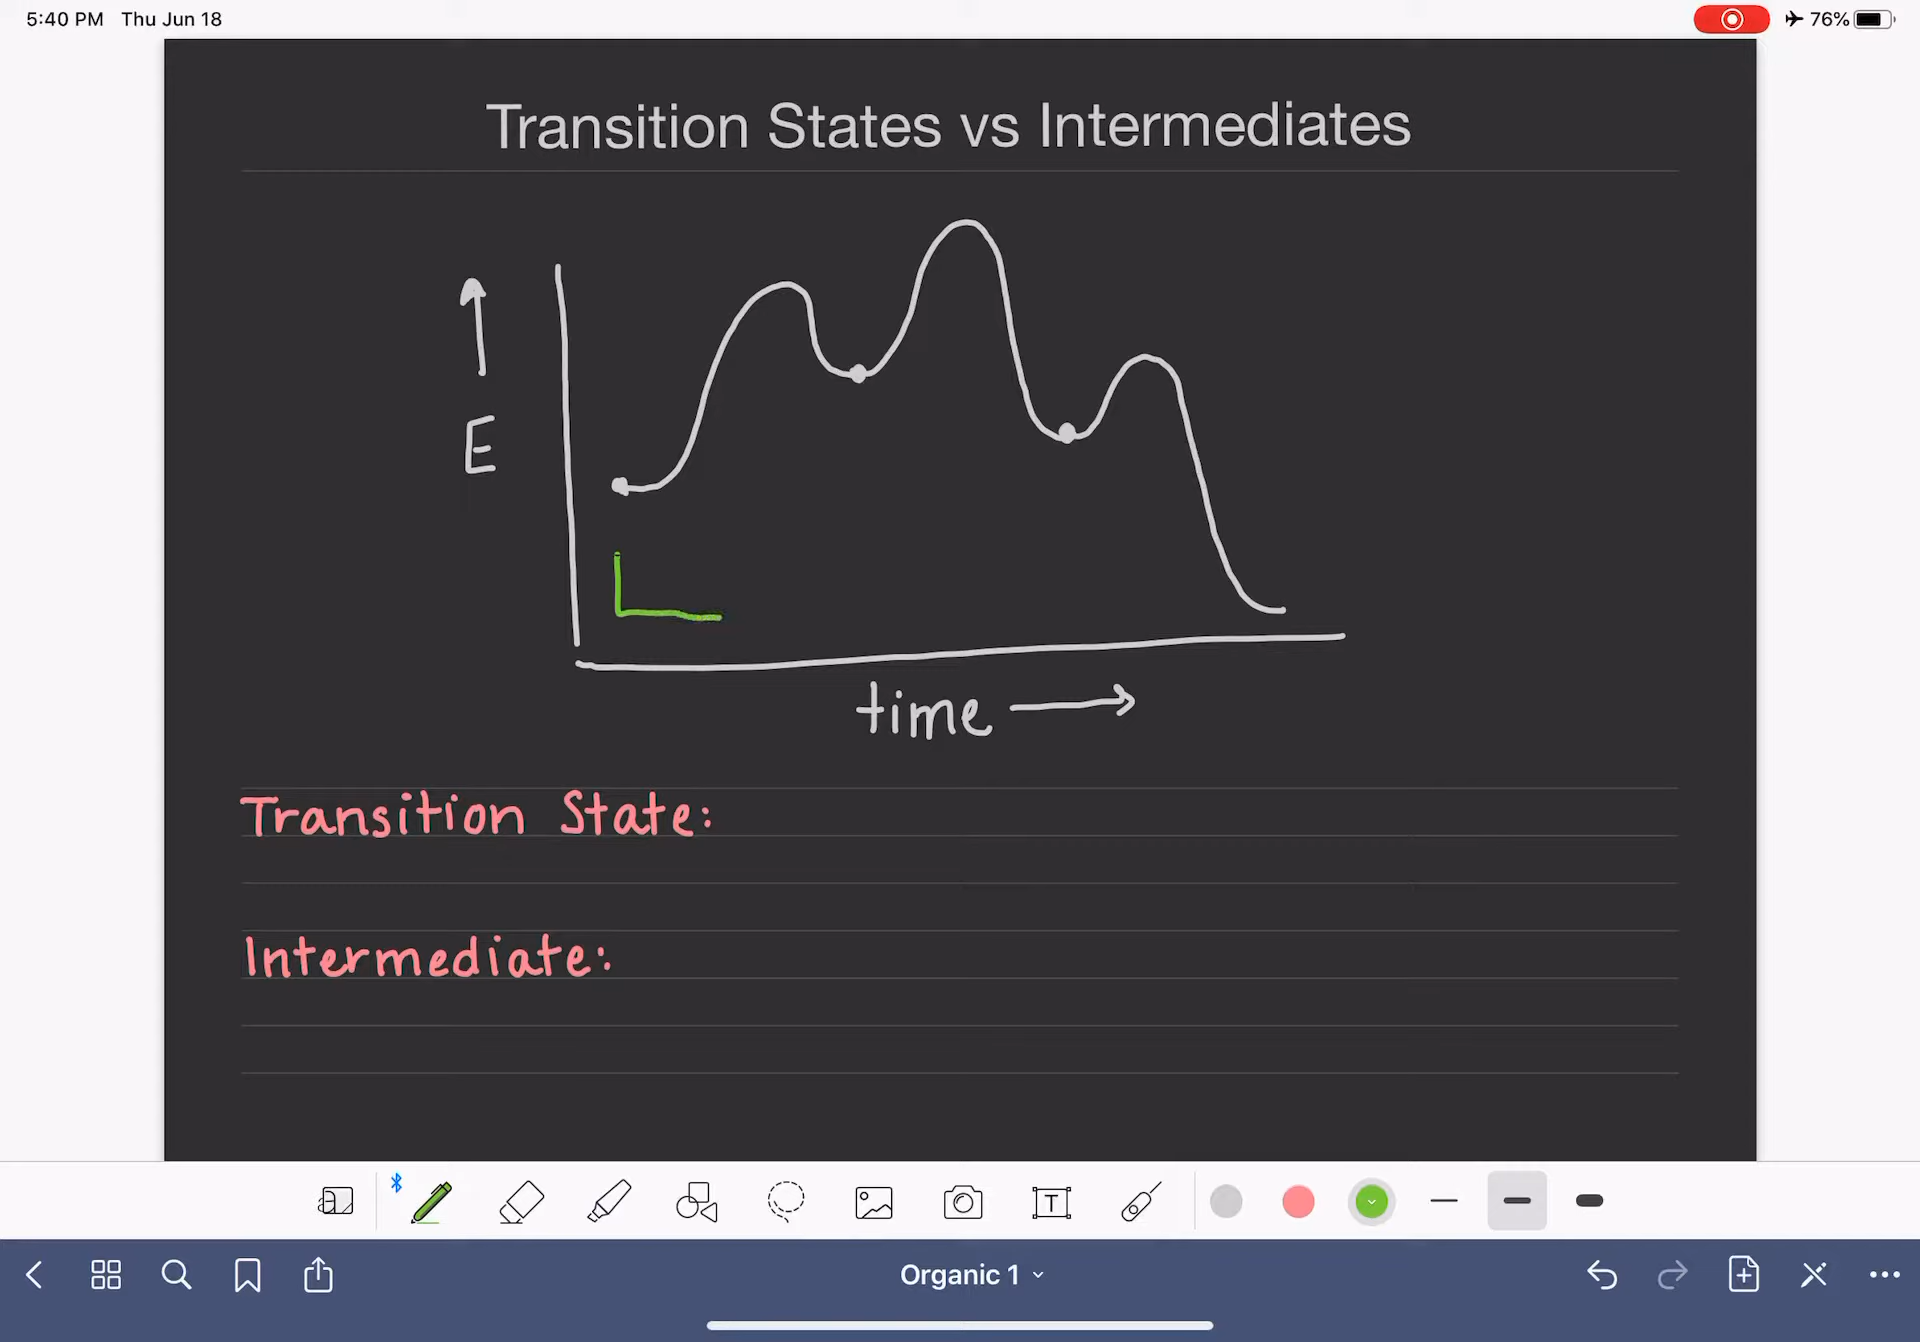 5:40 PM Thu Jun 18
76%
Transition States vs Intermediates
E
time
Transition State:
Intermediate:
T
Organic 1